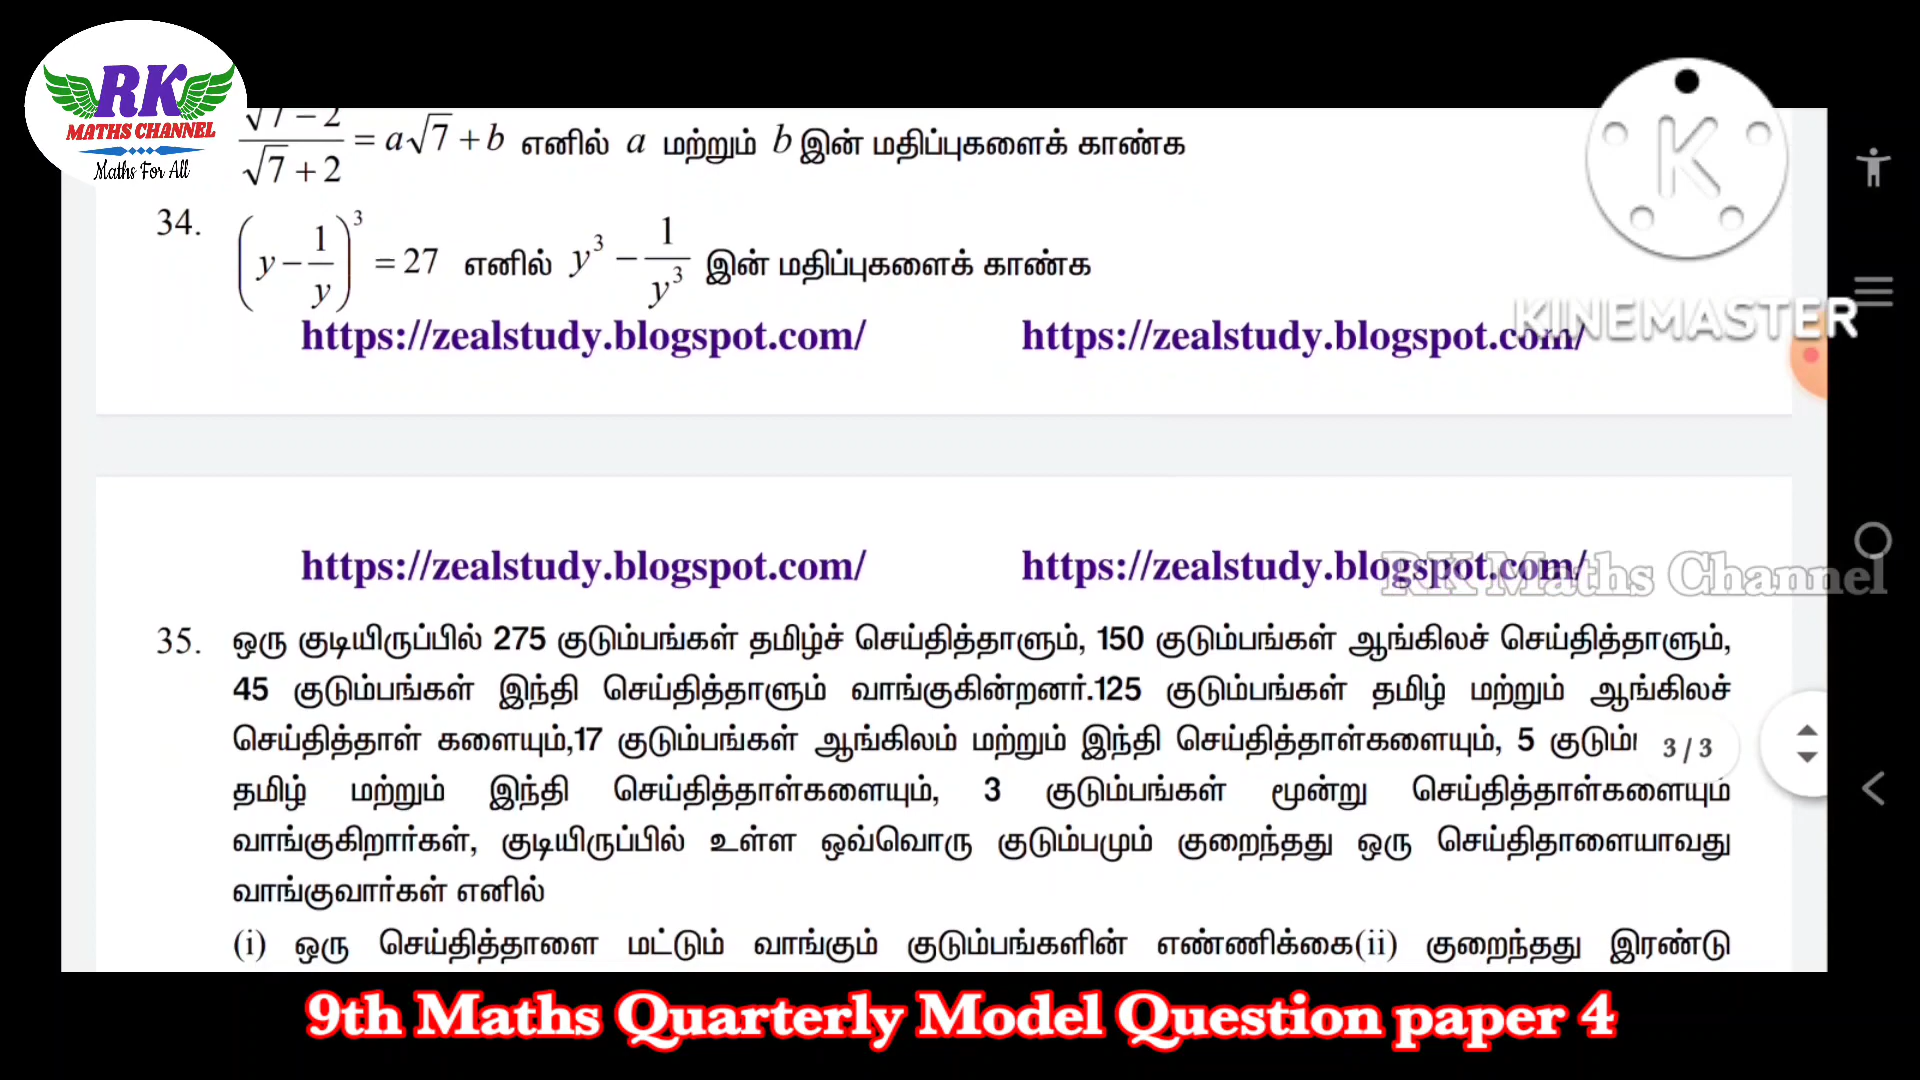 RK
MATHS CHANNEL
Maths For All
√7 − 2
√7 + 2
= a√7 + b எனில் a மற்றும் b இன் மதிப்புகளைக் காண்க
34. (y − 1/y)³ = 27 எனில் y³ − 1/y³ இன் மதிப்புகளைக் காண்க
K
KINEMASTER
https://zealstudy.blogspot.com/ https://zealstudy.blogspot.com/
https://zealstudy.blogspot.com/ https://zealstudy.blogspot.com/
RK Maths Channel
35. ஒரு குடியிருப்பில் 275 குடும்பங்கள் தமிழ்ச் செய்தித்தாளும், 150 குடும்பங்கள் ஆங்கிலச் செய்தித்தாளும்,
45 குடும்பங்கள் இந்தி செய்தித்தாளும் வாங்குகின்றனர்.125 குடும்பங்கள் தமிழ் மற்றும் ஆங்கிலச்
செய்தித்தாள் களையும்,17 குடும்பங்கள் ஆங்கிலம் மற்றும் இந்தி செய்தித்தாள்களையும், 5
3 / 3
தமிழ் மற்றும் இந்தி செய்தித்தாள்களையும், 3 குடும்பங்கள் மூன்று செய்தித்தாள்களையும்
வாங்குகிறார்கள், குடியிருப்பில் உள்ள ஒவ்வொரு குடும்பமும் குறைந்தது ஒரு செய்திதாளையாவது
வாங்குவார்கள் எனில்
(i) ஒரு செய்தித்தாளை மட்டும் வாங்கும் குடும்பங்களின் எண்ணிக்கை(ii) குறைந்தது இரண்டு
9th Maths Quarterly Model Question paper 4